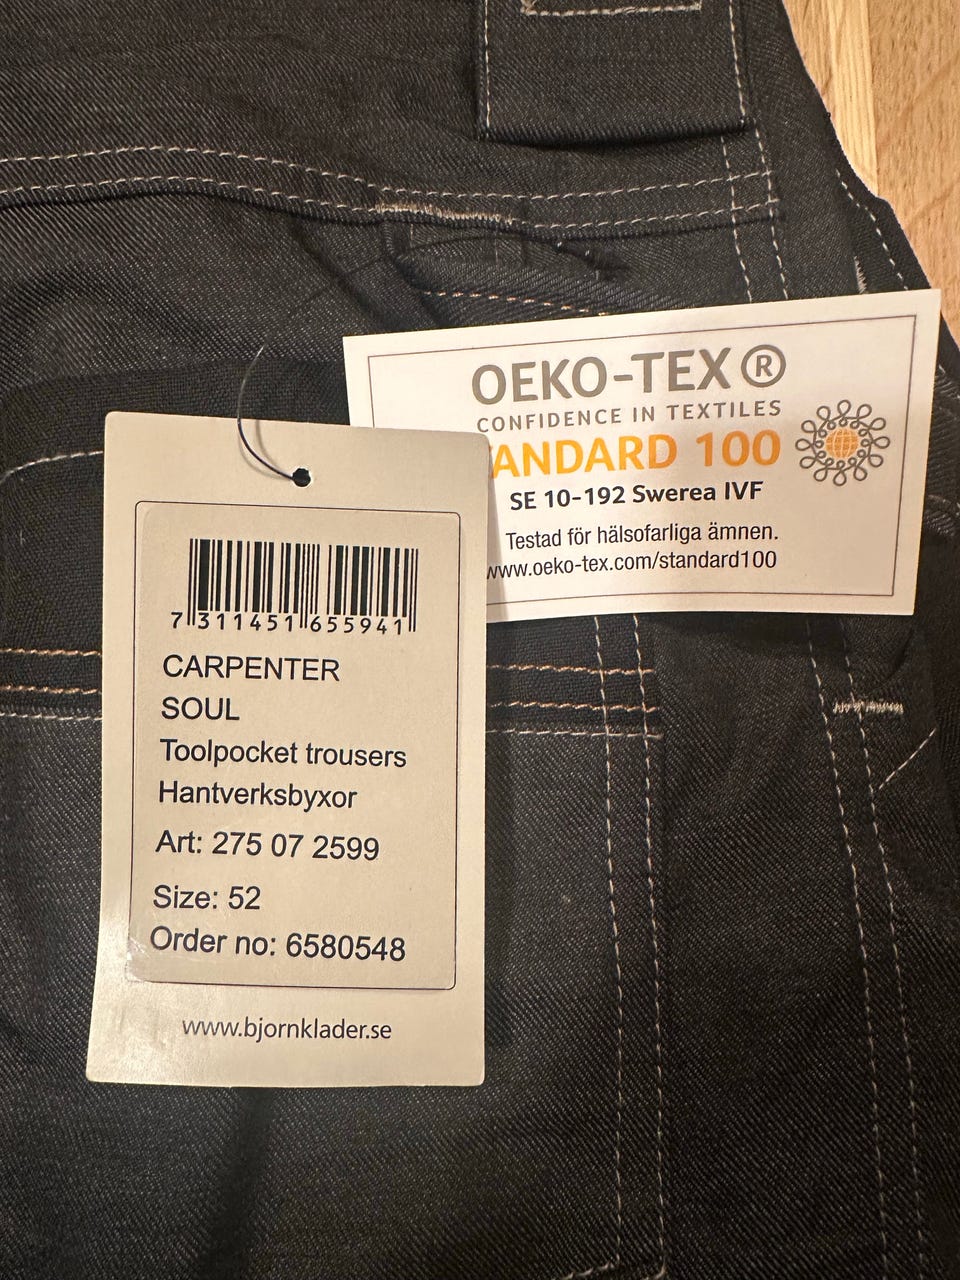 OEKO-TEX®
CONFIDENCE IN TEXTILES
ANDARD 100
SE 10-192 Swerea IVF
Testad för hälsofarliga ämnen.
www.oeko-tex.com/standard100
7 311451 655941
CARPENTER
SOUL
Toolpocket trousers
Hantverksbyxor
Art: 275 07 2599
Size: 52
Order no: 6580548
www.bjornklader.se